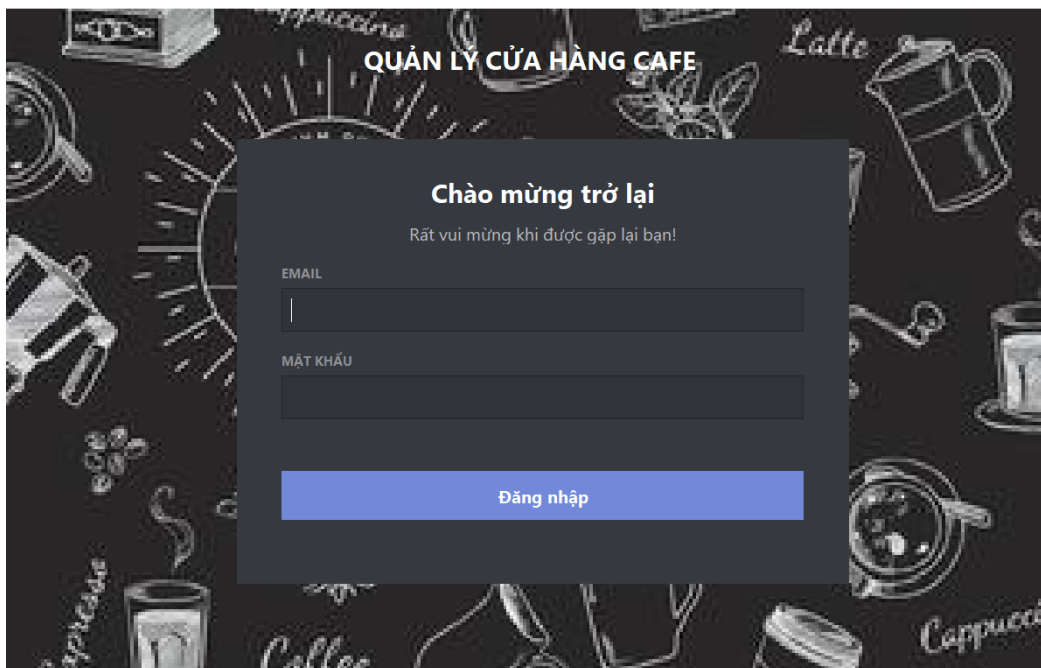 Cappuccino
Latte
QUẢN LÝ CỬA HÀNG CAFE
Chào mừng trở lại
Rất vui mừng khi được gặp lại bạn!
EMAIL
MẬT KHẨU
Đăng nhập
Coffee